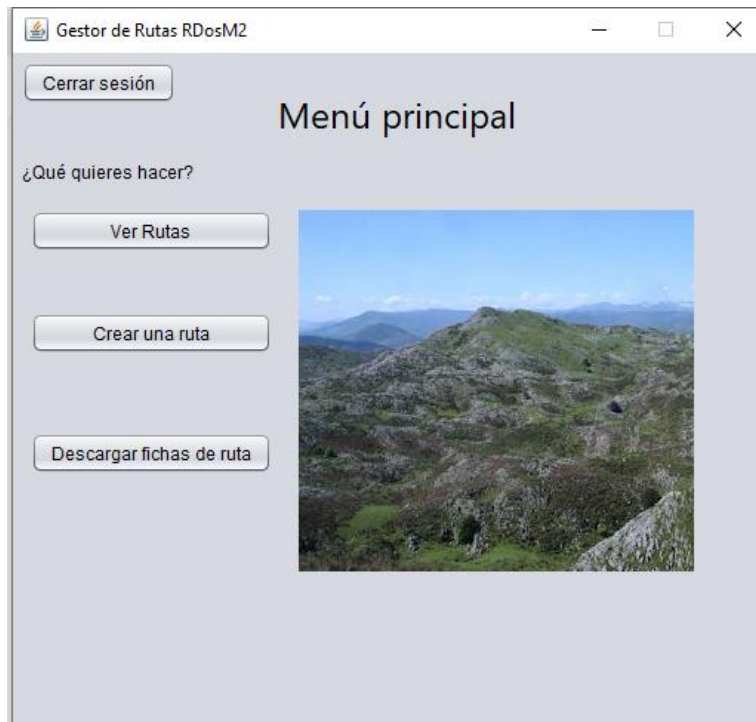 Gestor de Rutas RDosM2
Cerrar sesión
Menú principal
¿Qué quieres hacer?
Ver Rutas
Crear una ruta
Descargar fichas de ruta